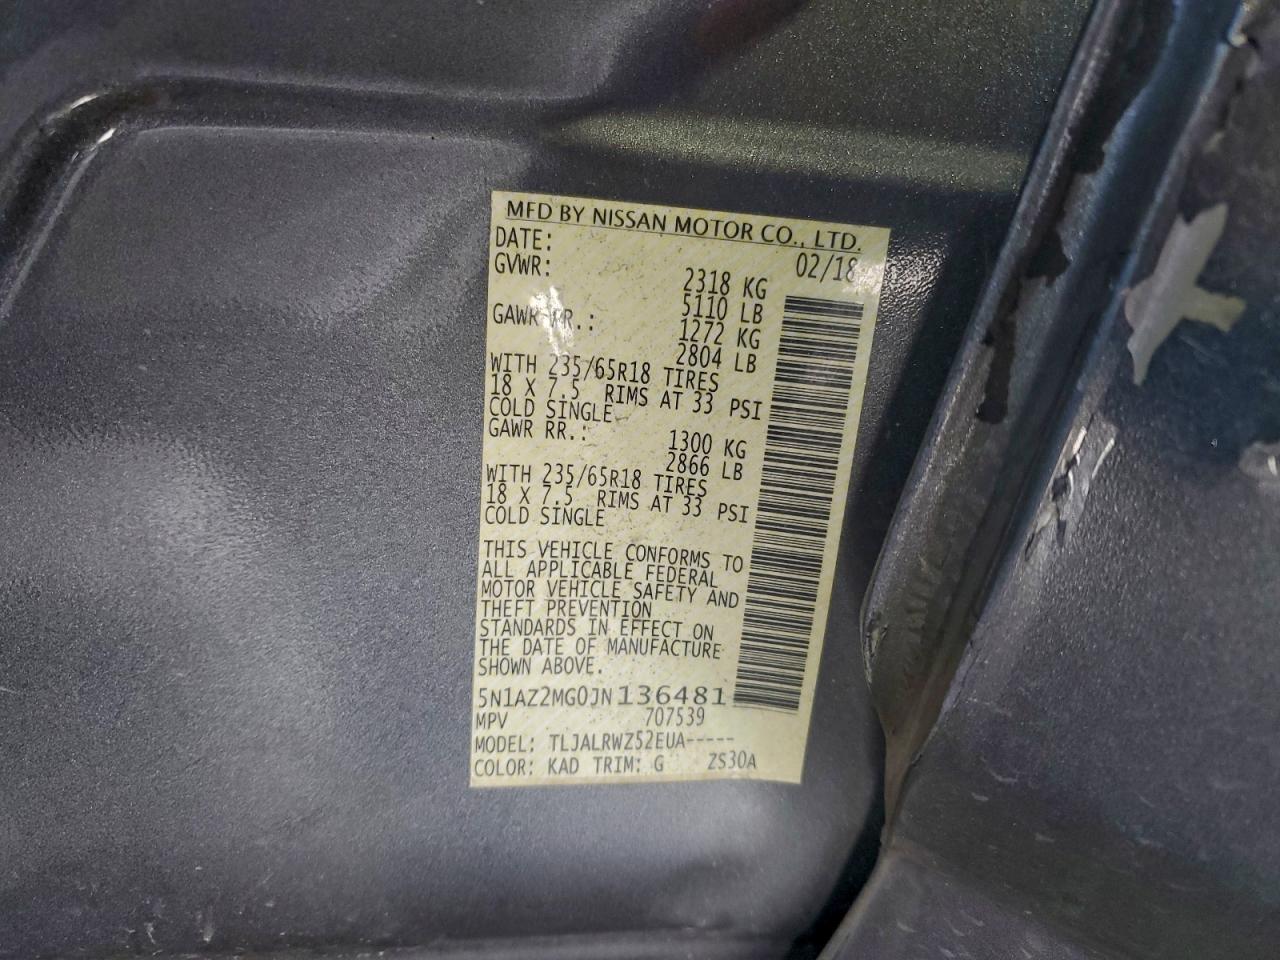 MFD BY NISSAN MOTOR CO., LTD.
DATE: 02/18
GVWR: 2318 KG
5110 LB
GAWR FR.: 1272 KG
2804 LB
WITH 235/65R18 TIRES
18 X 7.5 RIMS AT 33 PSI
COLD SINGLE
GAWR RR.: 1300 KG
2866 LB
WITH 235/65R18 TIRES
18 X 7.5 RIMS AT 33 PSI
COLD SINGLE
THIS VEHICLE CONFORMS TO
ALL APPLICABLE FEDERAL
MOTOR VEHICLE SAFETY AND
THEFT PREVENTION
STANDARDS IN EFFECT ON
THE DATE OF MANUFACTURE
SHOWN ABOVE.
5N1AZ2MG0JN136481
MPV 707539
MODEL: TLJALRWZ52EUA-----
COLOR: KAD TRIM: G ZS30A